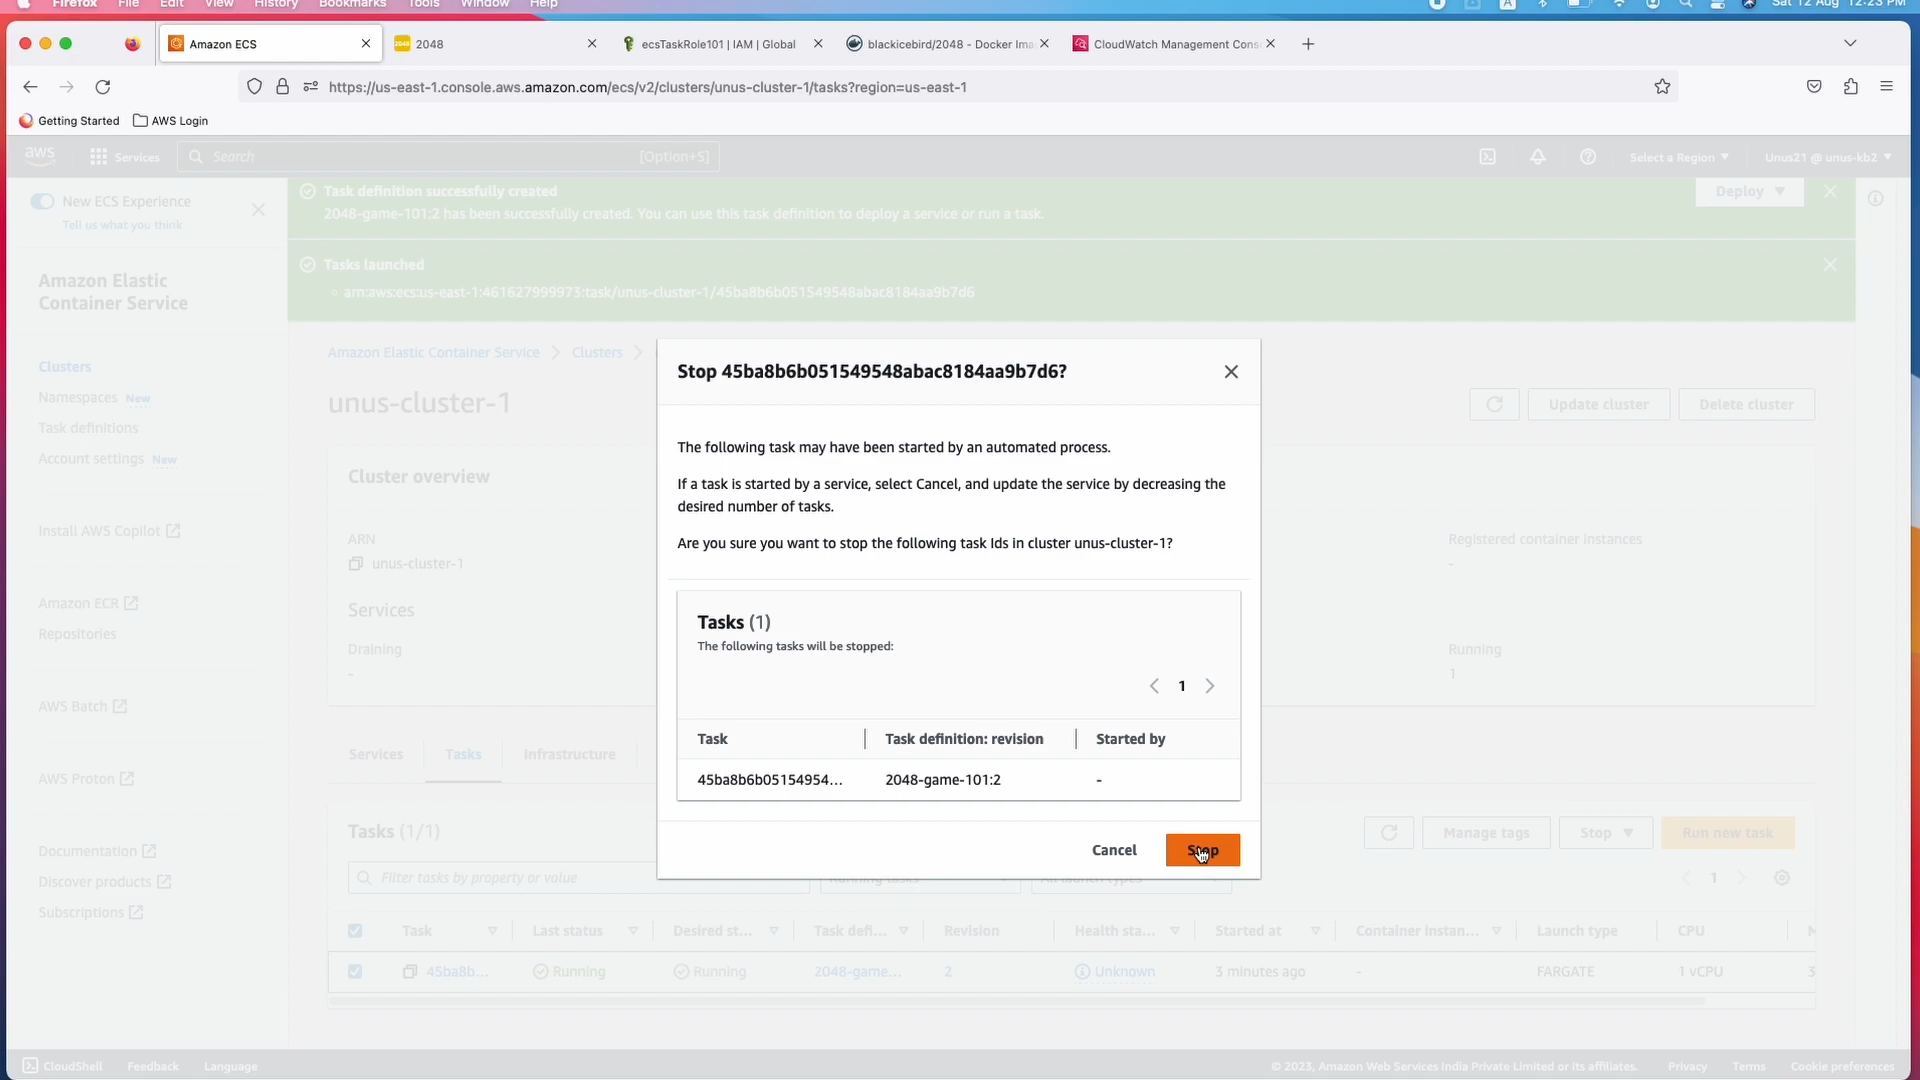 Firefox File Edit View History Bookmarks Tools Window Help Sat 12 Aug 12:23 PM
Amazon ECS
2048
ecsTaskRole101 | IAM | Global
blackicebird/2048 - Docker Ima
CloudWatch Management Cons
https://us-east-1.console.aws.amazon.com/ecs/v2/clusters/unus-cluster-1/tasks?region=us-east-1
Getting Started AWS Login
aws Services Search [Option+S] Select a Region Unus21 @ unus-kb2
New ECS Experience
Tell us what you think
Task definition successfully created
2048-game-101:2 has been successfully created. You can use this task definition to deploy a service or run a task.
Deploy
Tasks launched
arn:aws:ecs:us-east-1:461627999973:task/unus-cluster-1/45ba8b6b051549548abac8184aa9b7d6
Amazon Elastic
Container Service
Clusters
Namespaces New
Task definitions
Account settings New
Install AWS Copilot
Amazon ECR
Repositories
AWS Batch
AWS Proton
Documentation
Discover products
Subscriptions
Amazon Elastic Container Service > Clusters >
unus-cluster-1
Update cluster
Delete cluster
Cluster overview
ARN
unus-cluster-1
Registered container instances
-
Services
Draining
-
Running
1
Stop 45ba8b6b051549548abac8184aa9b7d6?
The following task may have been started by an automated process.
If a task is started by a service, select Cancel, and update the service by decreasing the
desired number of tasks.
Are you sure you want to stop the following task Ids in cluster unus-cluster-1?
Tasks (1)
The following tasks will be stopped:
1
Task Task definition: revision Started by
45ba8b6b05154954... 2048-game-101:2 -
Cancel Stop
Services Tasks Infrastructure
Tasks (1/1)
Manage tags Stop Run new task
Filter tasks by property or value
Running tasks All launch types
1
Task Last status Desired st... Task defi... Revision Health sta... Started at Container instan... Launch type CPU M
45ba8b... Running Running 2048-game... 2 Unknown 3 minutes ago - FARGATE 1 vCPU 3
CloudShell Feedback Language © 2023, Amazon Web Services India Private Limited or its affiliates. Privacy Terms Cookie preferences